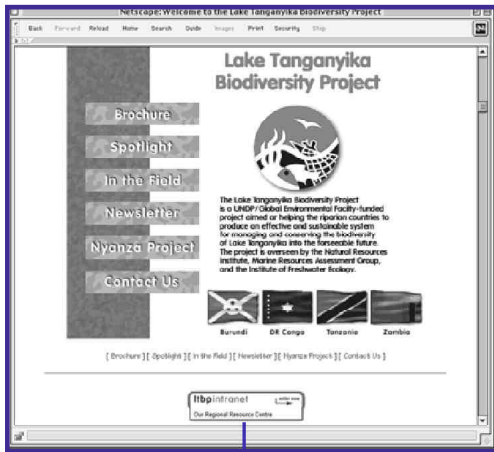 Netscape: Welcome to the Lake Tanganyika Biodiversity Project
Back Forward Reload Home Search Guide Images Print Security Stop
Lake Tanganyika
Biodiversity Project
Brochure
Spotlight
In the Field
Newsletter
Nyanza Project
Contact Us
The Lake Tanganyika Biodiversity Project
is a UNDP/Global Environmental Facility-funded
project aimed ar helping the riparion countries to
produce an effective and sustainable system
for managing and conserving the biodiversity
of Lake Tanganyika into the forseeable future.
The project is overseen by the Natural Resources
Institute, Marine Resources Assessment Group,
and the Institute of Freshwater Ecology.
Burundi DR Congo Tanzania Zambia
[ Brochure ] [ Spotlight ] [ In the Field ] [ Newsletter ] [ Nyanza Project ] [ Contact Us ]
ltbp intranet enter now
Our Regional Resource Centre